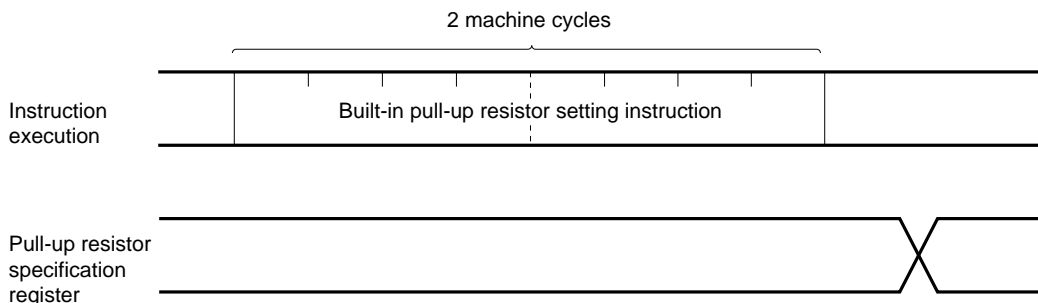 2 machine cycles
Instruction
execution
Built-in pull-up resistor setting instruction
Pull-up resistor
specification
register